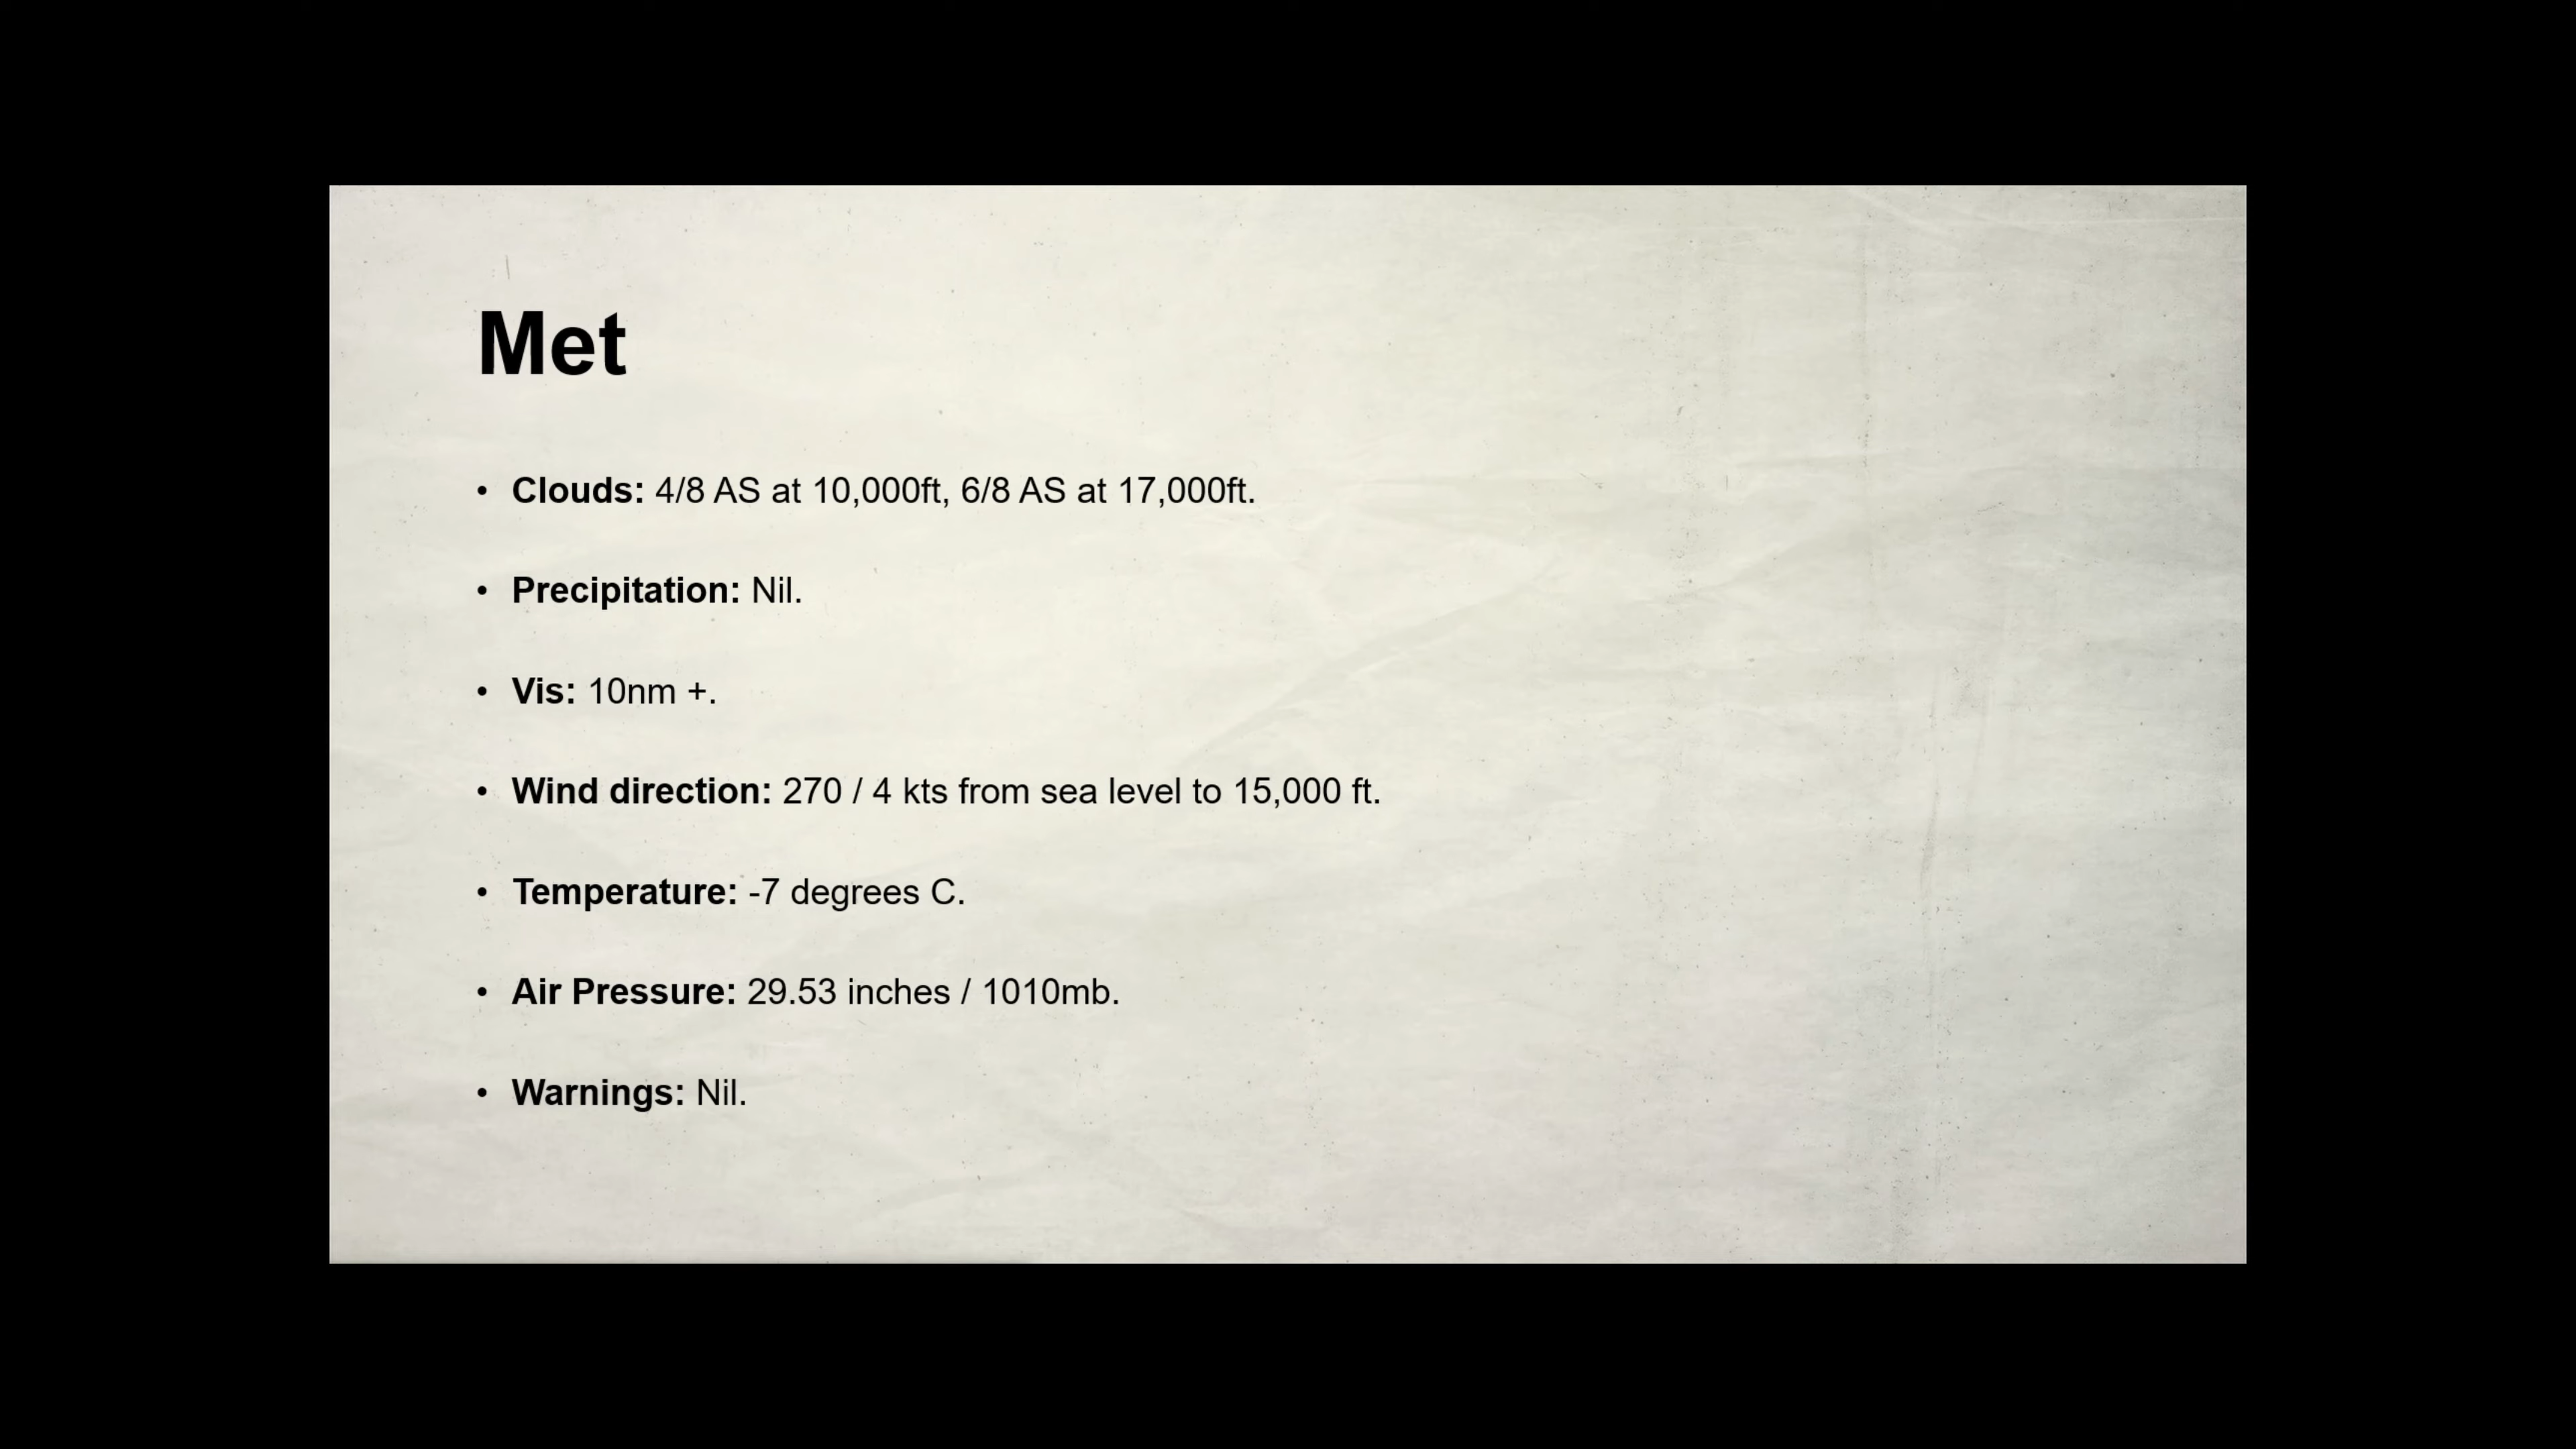 Met
• Clouds: 4/8 AS at 10,000ft, 6/8 AS at 17,000ft.
• Precipitation: Nil.
• Vis: 10nm +.
• Wind direction: 270 / 4 kts from sea level to 15,000 ft.
• Temperature: -7 degrees C.
• Air Pressure: 29.53 inches / 1010mb.
• Warnings: Nil.